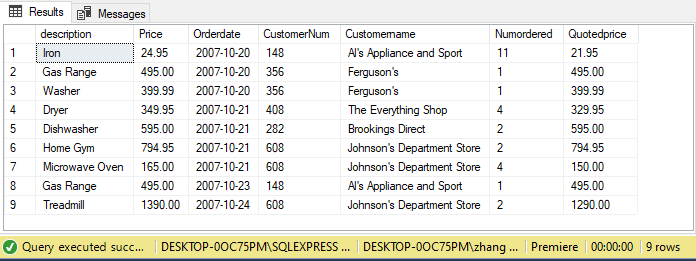 Results Messages
description Price Orderdate CustomerNum Customername Numordered Quotedprice
1 Iron 24.95 2007-10-20 148 Al's Appliance and Sport 11 21.95
2 Gas Range 495.00 2007-10-20 356 Ferguson's 1 495.00
3 Washer 399.99 2007-10-20 356 Ferguson's 1 399.99
4 Dryer 349.95 2007-10-21 408 The Everything Shop 4 329.95
5 Dishwasher 595.00 2007-10-21 282 Brookings Direct 2 595.00
6 Home Gym 794.95 2007-10-21 608 Johnson's Department Store 2 794.95
7 Microwave Oven 165.00 2007-10-21 608 Johnson's Department Store 4 150.00
8 Gas Range 495.00 2007-10-23 148 Al's Appliance and Sport 1 495.00
9 Treadmill 1390.00 2007-10-24 608 Johnson's Department Store 2 1290.00
Query executed succ... DESKTOP-0OC75PM\SQLEXPRESS ... DESKTOP-0OC75PM\zhang ... Premiere 00:00:00 9 rows